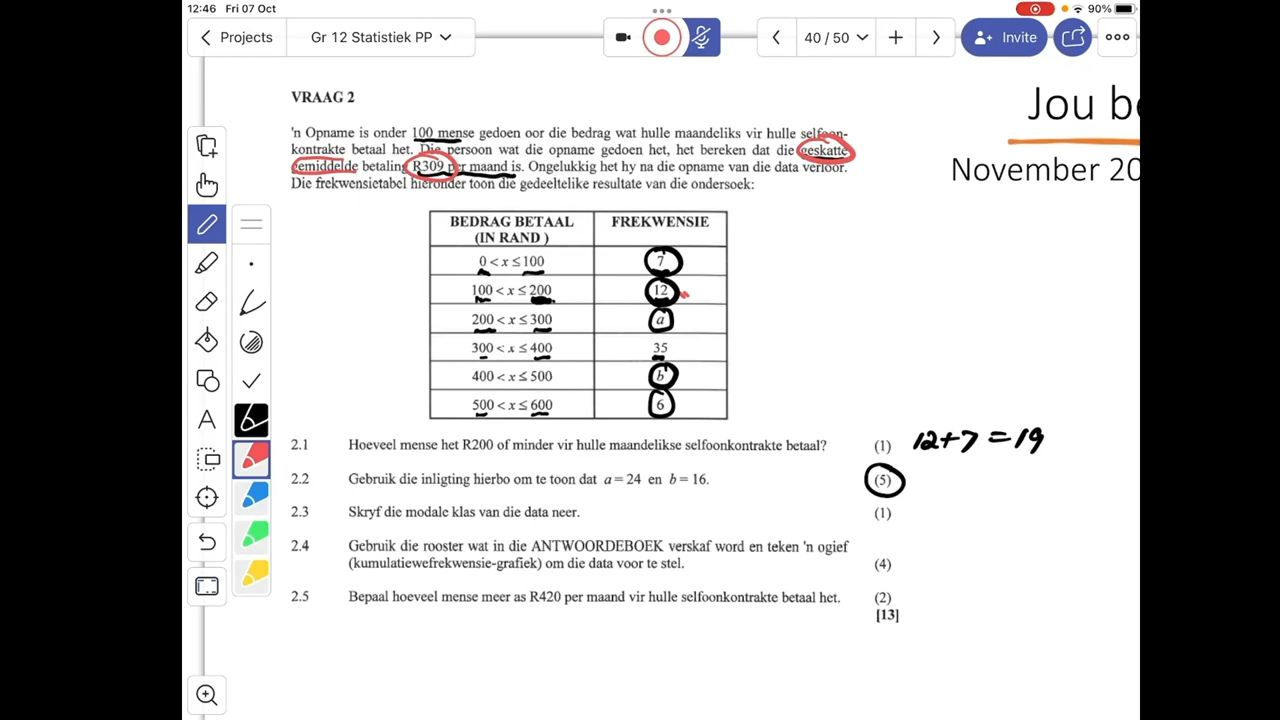 12:46 Fri 07 Oct
90%
Projects
Gr 12 Statistiek PP
40 / 50
Invite
VRAAG 2
Jou
November 20
'n Opname is onder 100 mense gedoen oor die bedrag wat hulle maandeliks vir hulle selfoon-
kontrakte betaal het. Die persoon wat die opname gedoen het, het bereken dat die geskatte
gemiddelde betaling R309 per maand is. Ongelukkig het hy na die opname van die data verloor.
Die frekwensietabel hieronder toon die gedeeltelike resultate van die ondersoek:
BEDRAG BETAAL (IN RAND ) FREKWENSIE
0 < x ≤ 100 7
100 < x ≤ 200 12
200 < x ≤ 300 a
300 < x ≤ 400 35
400 < x ≤ 500 b
500 < x ≤ 600 6
2.1 Hoeveel mense het R200 of minder vir hulle maandelikse selfoonkontrakte betaal? (1) 12+7 = 19
2.2 Gebruik die inligting hierbo om te toon dat a = 24 en b = 16. (5)
2.3 Skryf die modale klas van die data neer. (1)
2.4 Gebruik die rooster wat in die ANTWOORDEBOEK verskaf word en teken 'n ogief
(kumulatiewefrekwensie-grafiek) om die data voor te stel. (4)
2.5 Bepaal hoeveel mense meer as R420 per maand vir hulle selfoonkontrakte betaal het. (2)
[13]